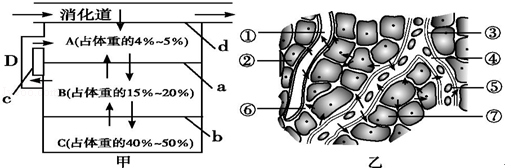 消化道
A(占体重的4%~5%)
D
d
c
a
B(占体重的15%~20%)
b
C(占体重的40%~50%)
甲
①
②
③
④
⑤
⑥
⑦
乙